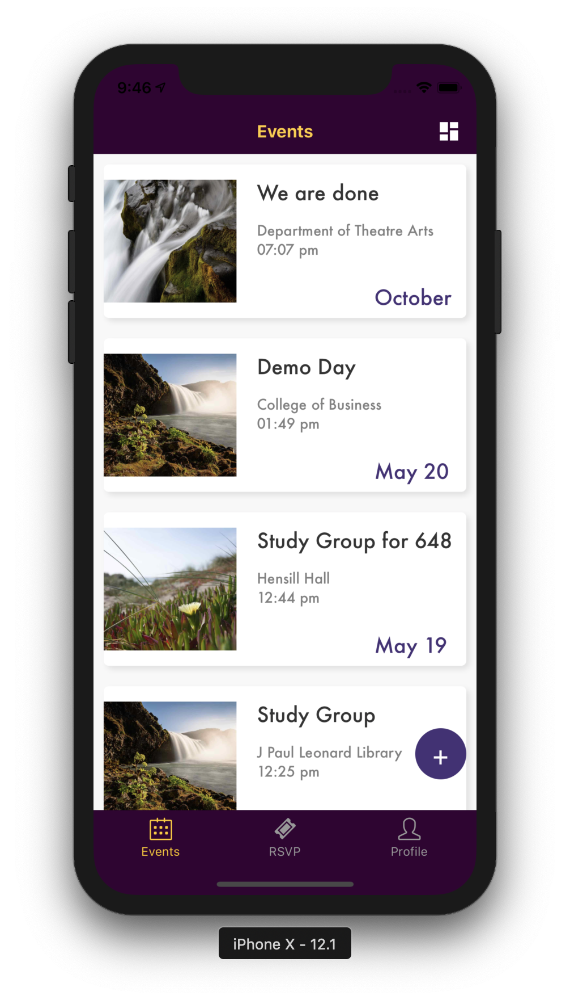 9:46
Events
We are done
Department of Theatre Arts
07:07 pm
October
Demo Day
College of Business
01:49 pm
May 20
Study Group for 648
Hensill Hall
12:44 pm
May 19
Study Group
J Paul Leonard Library
12:25 pm
+
Events
RSVP
Profile
iPhone X - 12.1